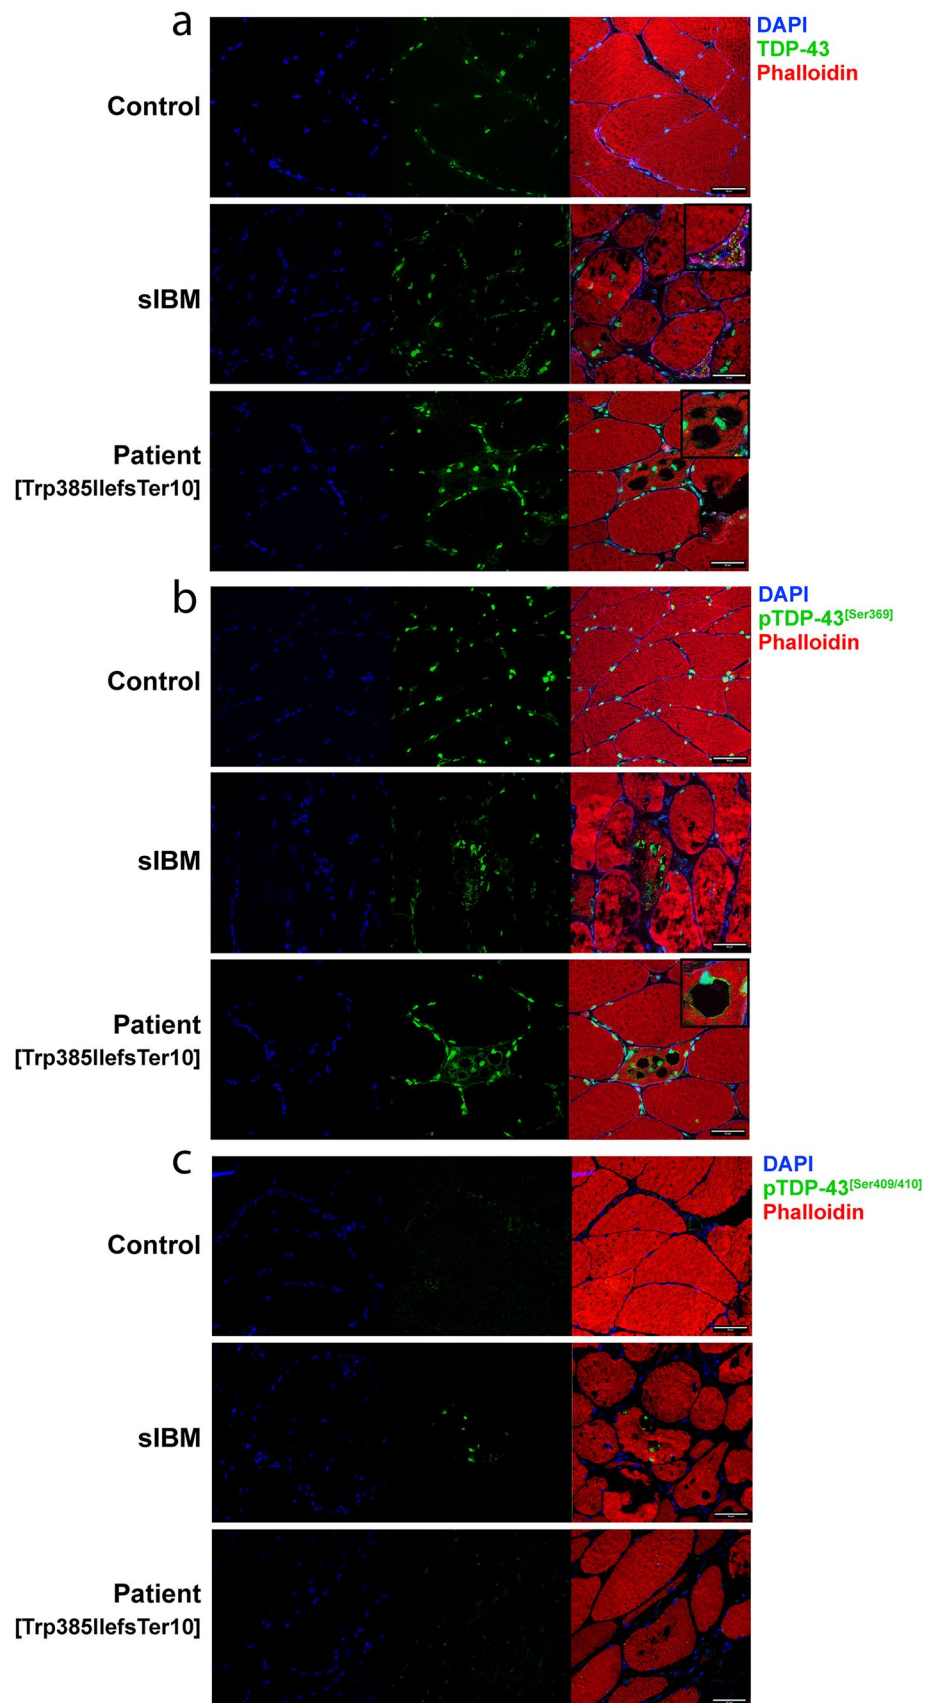 a
DAPI
TDP-43
Phalloidin
Control
sIBM
Patient
[Trp385IlefsTer10]
b
DAPI
pTDP-43[Ser369]
Phalloidin
Control
sIBM
Patient
[Trp385IlefsTer10]
c
DAPI
pTDP-43[Ser409/410]
Phalloidin
Control
sIBM
Patient
[Trp385IlefsTer10]